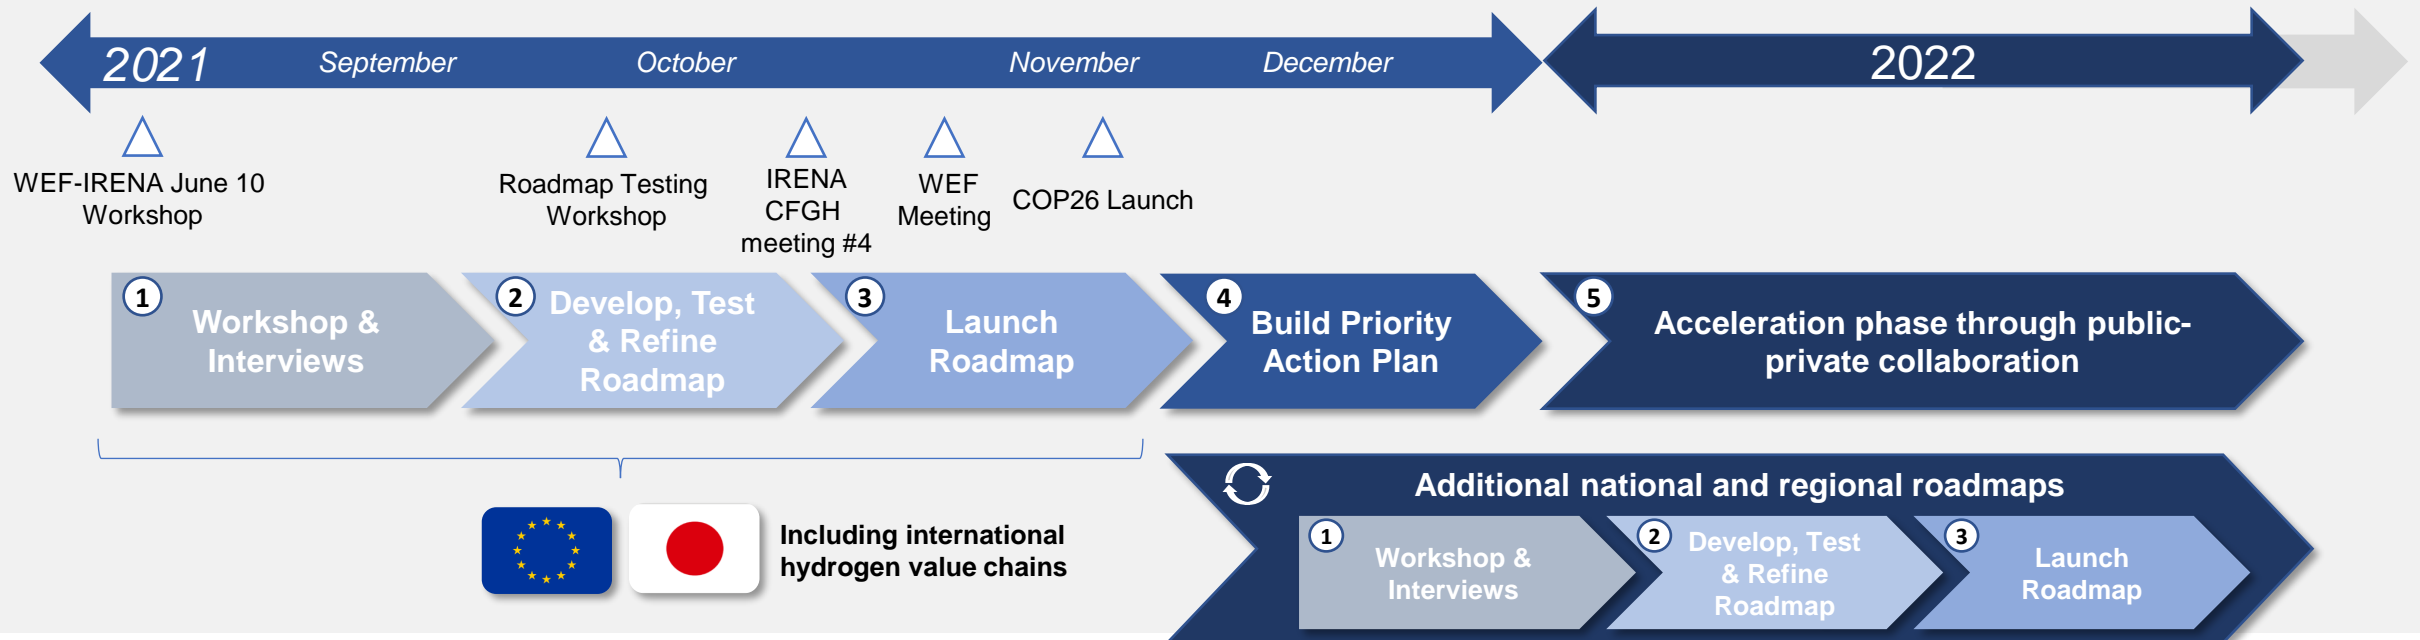 2021 September October November December 2022
WEF-IRENA June 10
Workshop
Roadmap Testing
Workshop
IRENA
CFGH
meeting #4
WEF
Meeting
COP26 Launch
1
Workshop &
Interviews
2
Develop, Test
& Refine
Roadmap
3
Launch
Roadmap
4
Build Priority
Action Plan
5
Acceleration phase through public-
private collaboration
Including international
hydrogen value chains
Additional national and regional roadmaps
1
Workshop &
Interviews
2
Develop, Test
& Refine
Roadmap
3
Launch
Roadmap